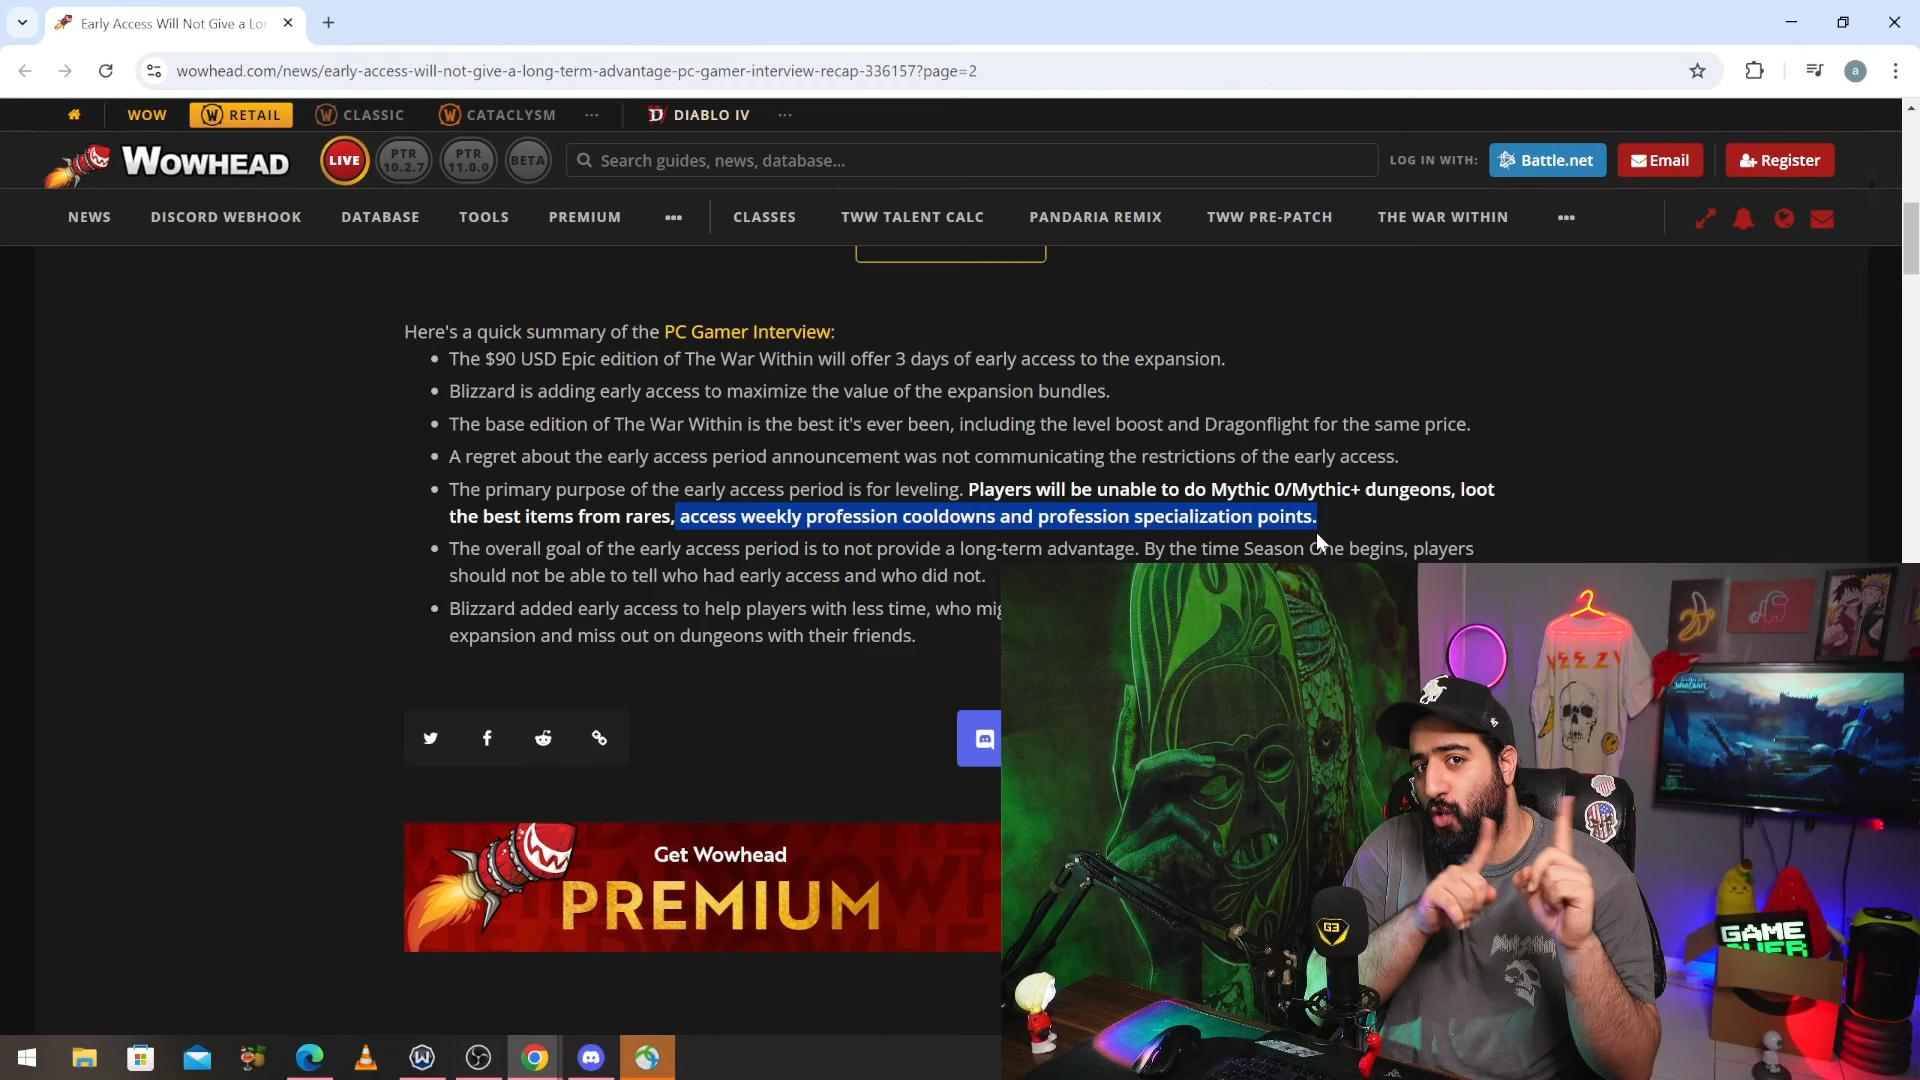 Early Access Will Not Give a Lo
wowhead.com/news/early-access-will-not-give-a-long-term-advantage-pc-gamer-interview-recap-336157?page=2
a
WOW RETAIL CLASSIC CATACLYSM ... DIABLO IV ...
WOWHEAD LIVE PTR 10.2.7 PTR 11.0.0 BETA Search guides, news, database... LOG IN WITH: Battle.net Email Register
NEWS DISCORD WEBHOOK DATABASE TOOLS PREMIUM ... CLASSES TWW TALENT CALC PANDARIA REMIX TWW PRE-PATCH THE WAR WITHIN ...
Here's a quick summary of the PC Gamer Interview:
• The $90 USD Epic edition of The War Within will offer 3 days of early access to the expansion.
• Blizzard is adding early access to maximize the value of the expansion bundles.
• The base edition of The War Within is the best it's ever been, including the level boost and Dragonflight for the same price.
• A regret about the early access period announcement was not communicating the restrictions of the early access.
• The primary purpose of the early access period is for leveling. Players will be unable to do Mythic 0/Mythic+ dungeons, loot
the best items from rares, access weekly profession cooldowns and profession specialization points.
• The overall goal of the early access period is to not provide a long-term advantage. By the time Season One begins, players
should not be able to tell who had early access and who did not.
• Blizzard added early access to help players with less time, who mig
expansion and miss out on dungeons with their friends.
Get Wowhead
PREMIUM
YEEZY
WARCRAFT
G3
GAME
OVER